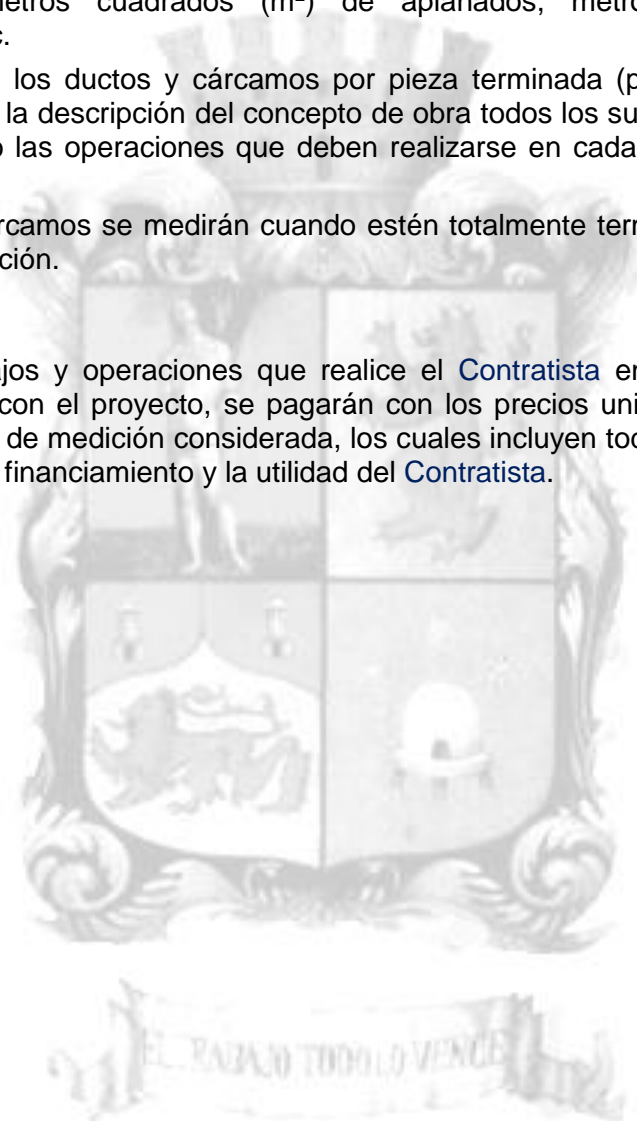 etros cuadrados (m²) de aplanados, metro
c.
los ductos y cárcamos por pieza terminada (p
la descripción del concepto de obra todos los su
o las operaciones que deben realizarse en cada
rcamos se medirán cuando estén totalmente terr
ción.
ajos y operaciones que realice el Contratista en
con el proyecto, se pagarán con los precios uni
de medición considerada, los cuales incluyen tod
financiamiento y la utilidad del Contratista.
EL TRABAJO TODO LO VENCE